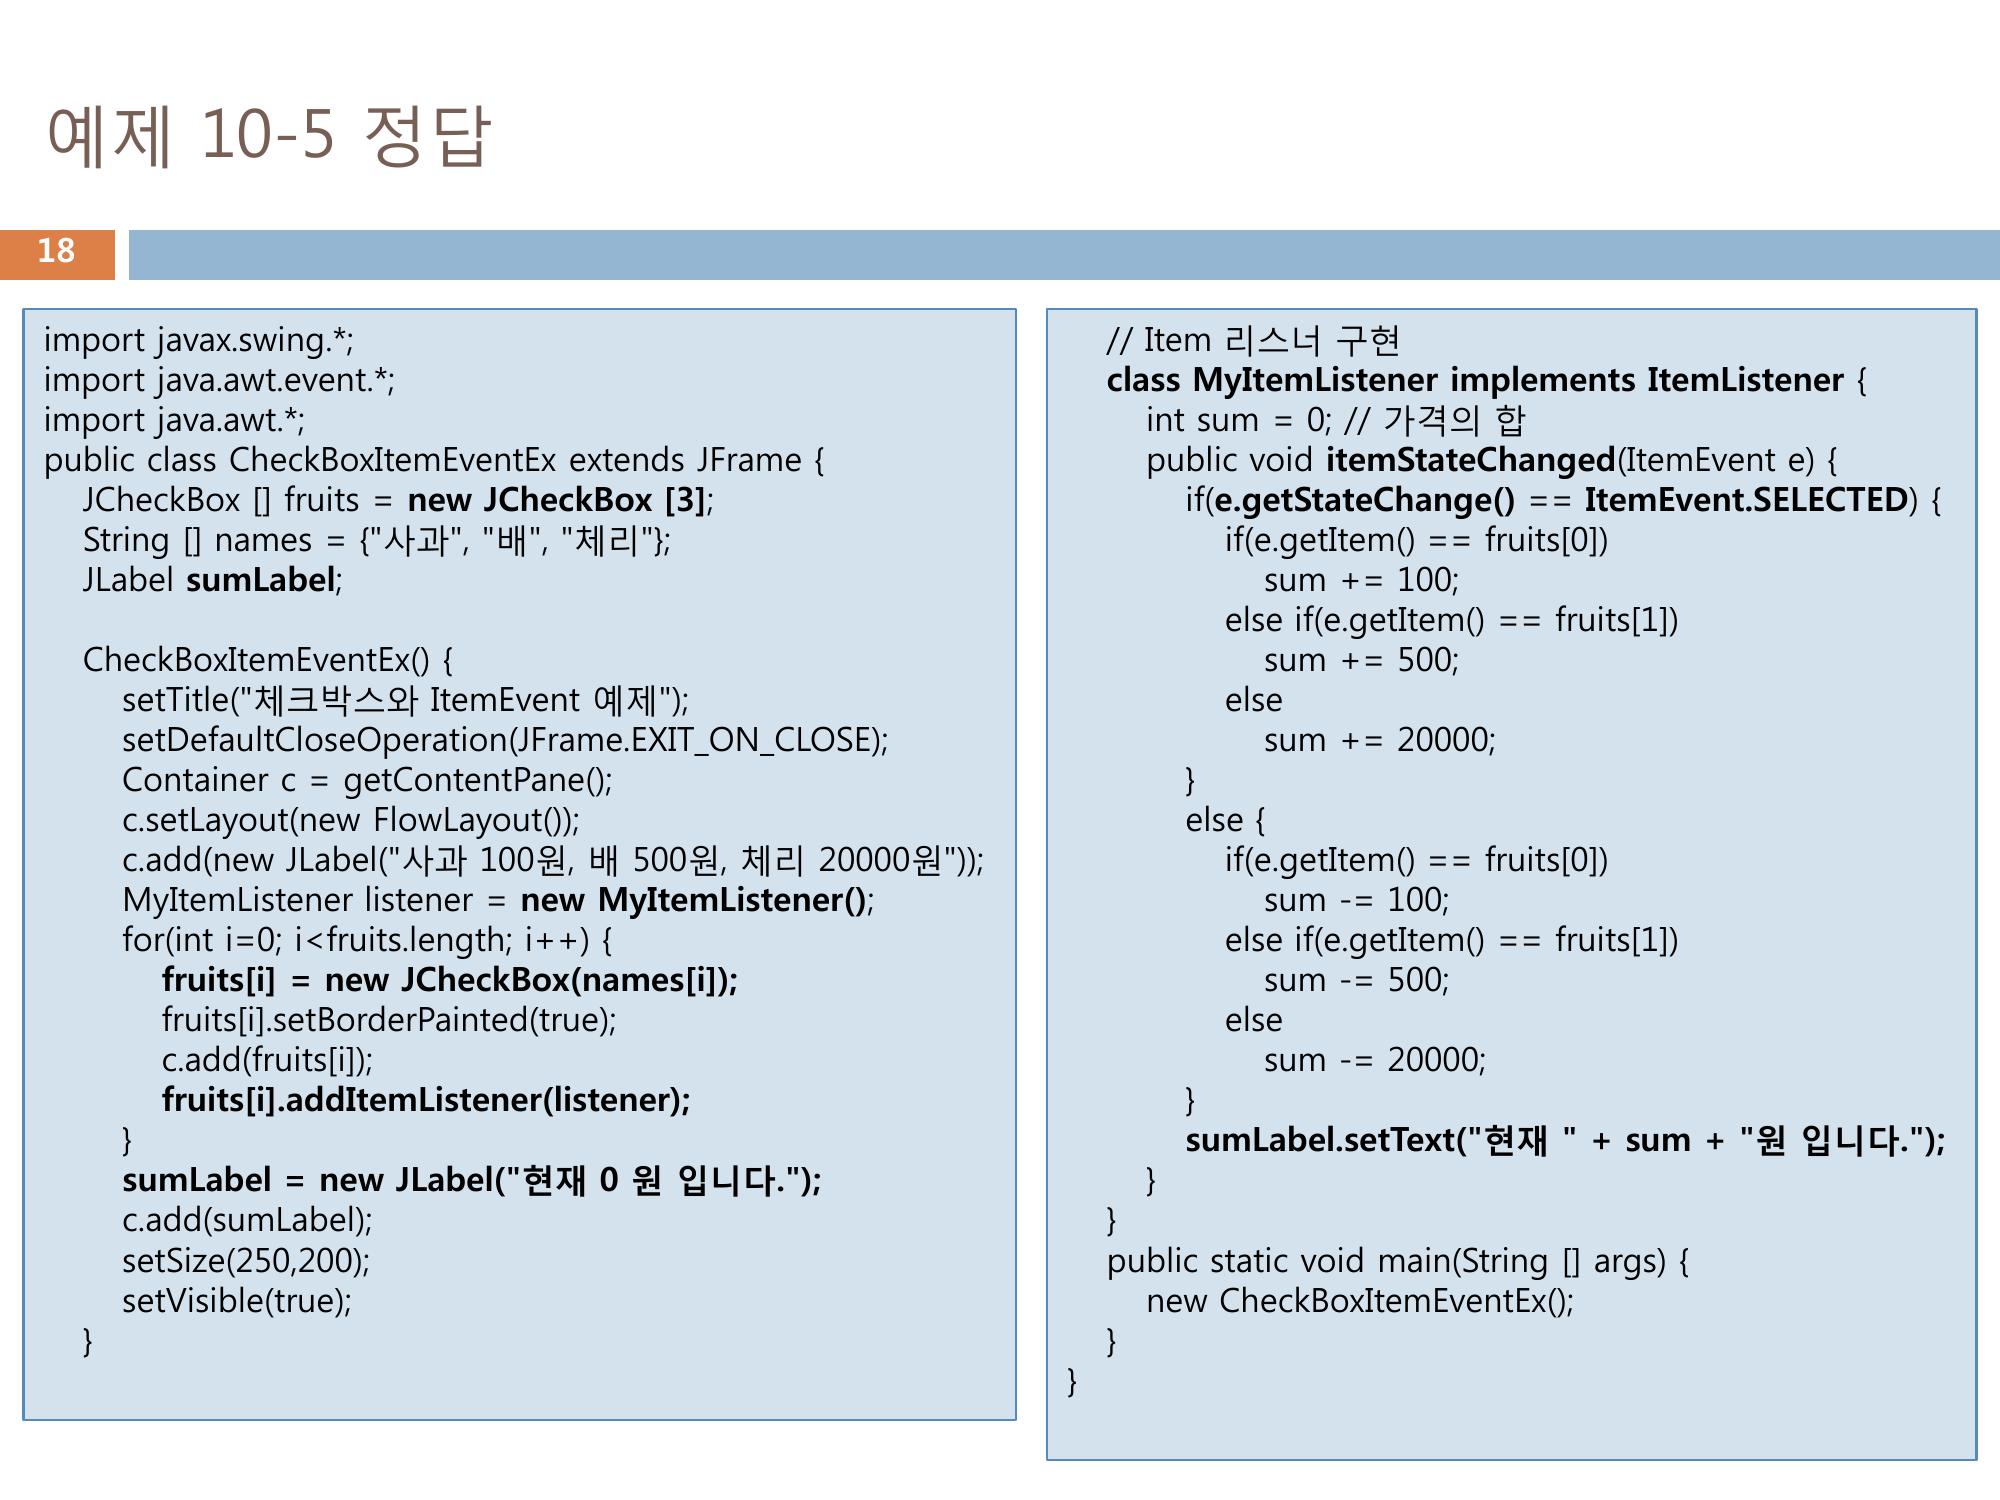 예제 10-5 정답
18
import javax.swing.*;
import java.awt.event.*;
import java.awt.*;
public class CheckBoxItemEventEx extends JFrame {
JCheckBox [] fruits = new JCheckBox [3];
String [] names = {"사과", "배", "체리"};
JLabel sumLabel;
CheckBoxItemEventEx() {
setTitle("체크박스와 ItemEvent 예제");
setDefaultCloseOperation(JFrame.EXIT_ON_CLOSE);
Container c = getContentPane();
c.setLayout(new FlowLayout());
c.add(new JLabel("사과 100원, 배 500원, 체리 20000원"));
MyItemListener listener = new MyItemListener();
for(int i=0; i<fruits.length; i++) {
fruits[i] = new JCheckBox(names[i]);
fruits[i].setBorderPainted(true);
c.add(fruits[i]);
fruits[i].addItemListener(listener);
}
sumLabel = new JLabel("현재 0 원 입니다.");
c.add(sumLabel);
setSize(250,200);
setVisible(true);
}
// Item 리스너 구현
class MyItemListener implements ItemListener {
int sum = 0; // 가격의 합
public void itemStateChanged(ItemEvent e) {
if(e.getStateChange() == ItemEvent.SELECTED) {
if(e.getItem() == fruits[0])
sum += 100;
else if(e.getItem() == fruits[1])
sum += 500;
else
sum += 20000;
}
else {
if(e.getItem() == fruits[0])
sum -= 100;
else if(e.getItem() == fruits[1])
sum -= 500;
else
sum -= 20000;
}
sumLabel.setText("현재 " + sum + "원 입니다.");
}
}
public static void main(String [] args) {
new CheckBoxItemEventEx();
}
}